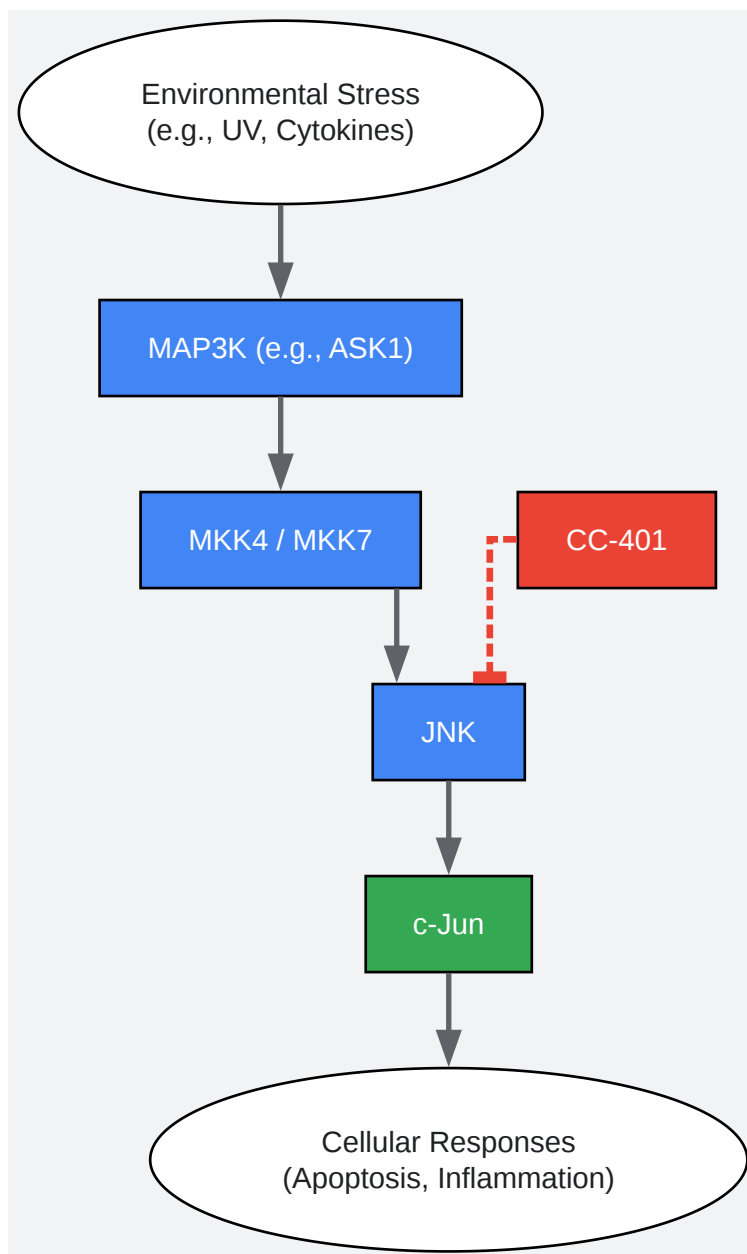 Environmental Stress
(e.g., UV, Cytokines)
MAP3K (e.g., ASK1)
MKK4 / MKK7
CC-401
JNK
c-Jun
Cellular Responses
(Apoptosis, Inflammation)